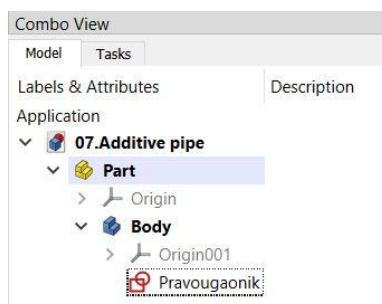 Combo View
Model Tasks
Labels & Attributes Description
Application
07.Additive pipe
Part
Origin
Body
Origin001
Pravougaonik